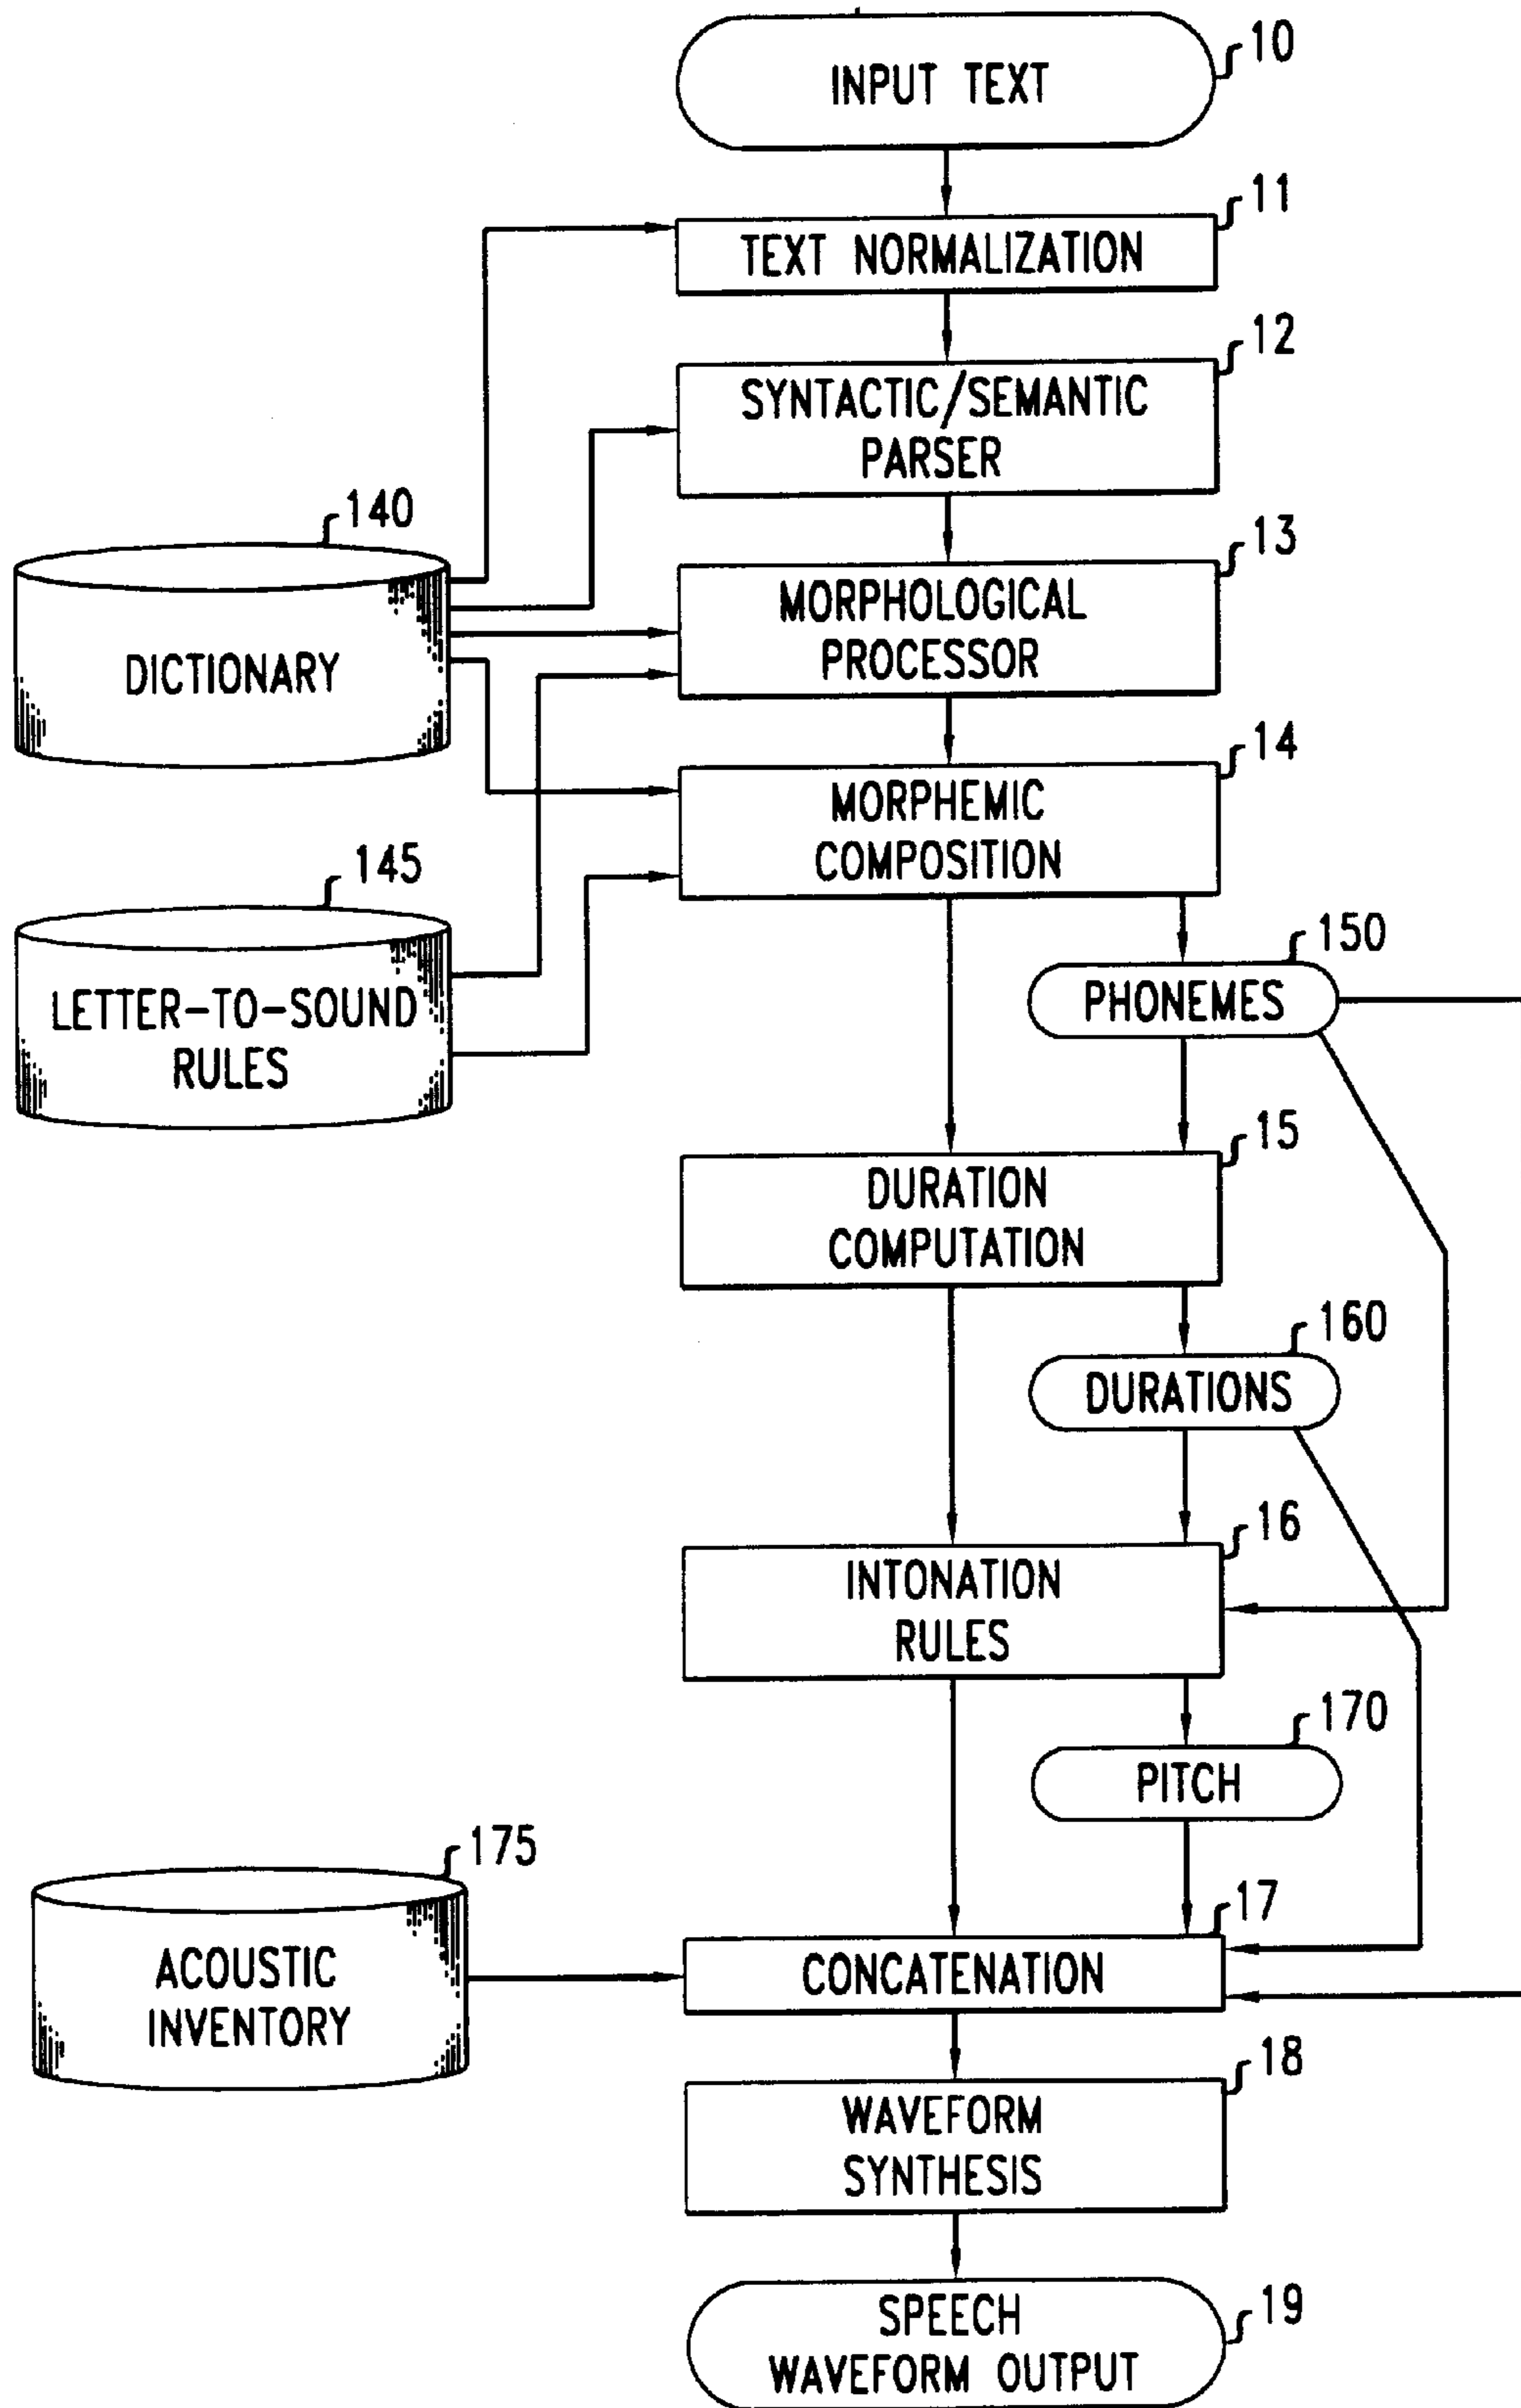 10
INPUT TEXT
11
TEXT NORMALIZATION
12
SYNTACTIC/SEMANTIC
PARSER
140
DICTIONARY
13
MORPHOLOGICAL
PROCESSOR
14
MORPHEMIC
COMPOSITION
145
LETTER-TO-SOUND
RULES
150
PHONEMES
15
DURATION
COMPUTATION
160
DURATIONS
16
INTONATION
RULES
170
PITCH
175
ACOUSTIC
INVENTORY
17
CONCATENATION
18
WAVEFORM
SYNTHESIS
19
SPEECH
WAVEFORM OUTPUT